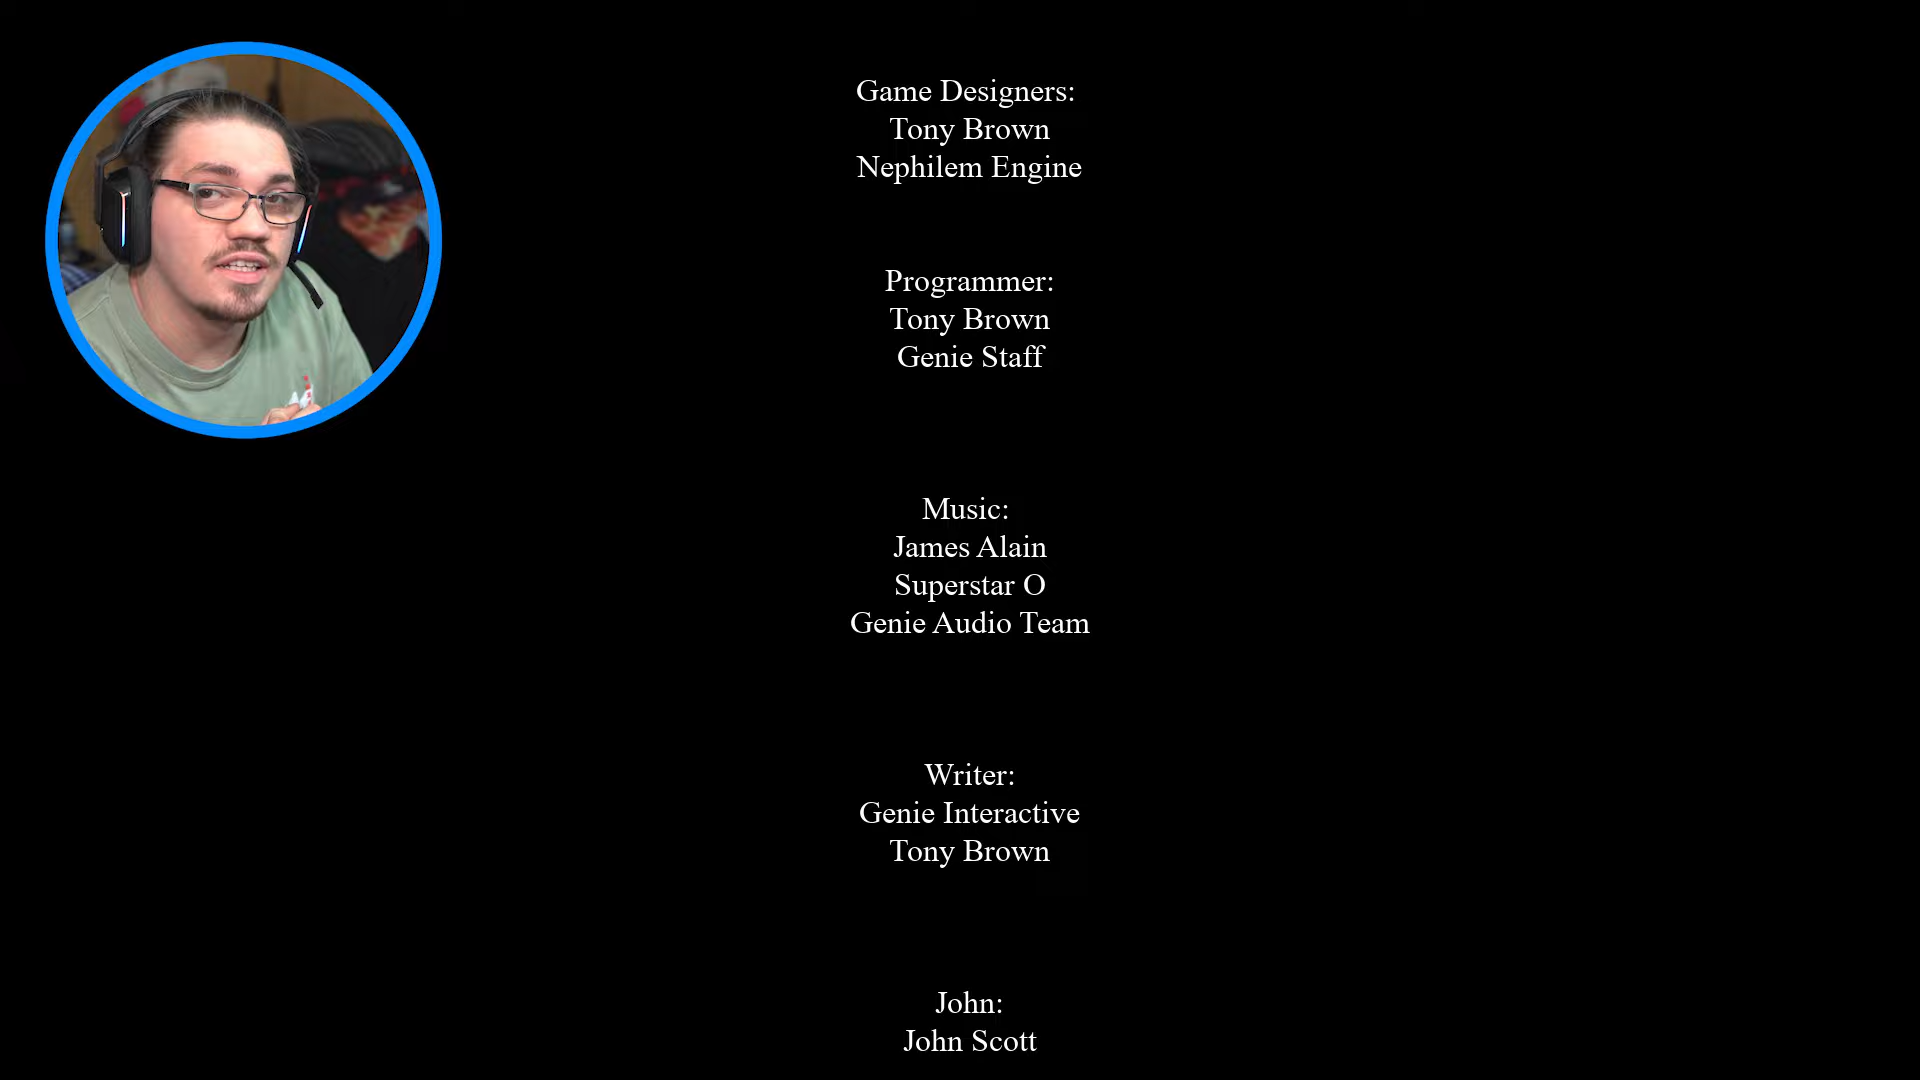 Game Designers:
Tony Brown
Nephilem Engine
Programmer:
Tony Brown
Genie Staff
Music:
James Alain
Superstar O
Genie Audio Team
Writer:
Genie Interactive
Tony Brown
John:
John Scott